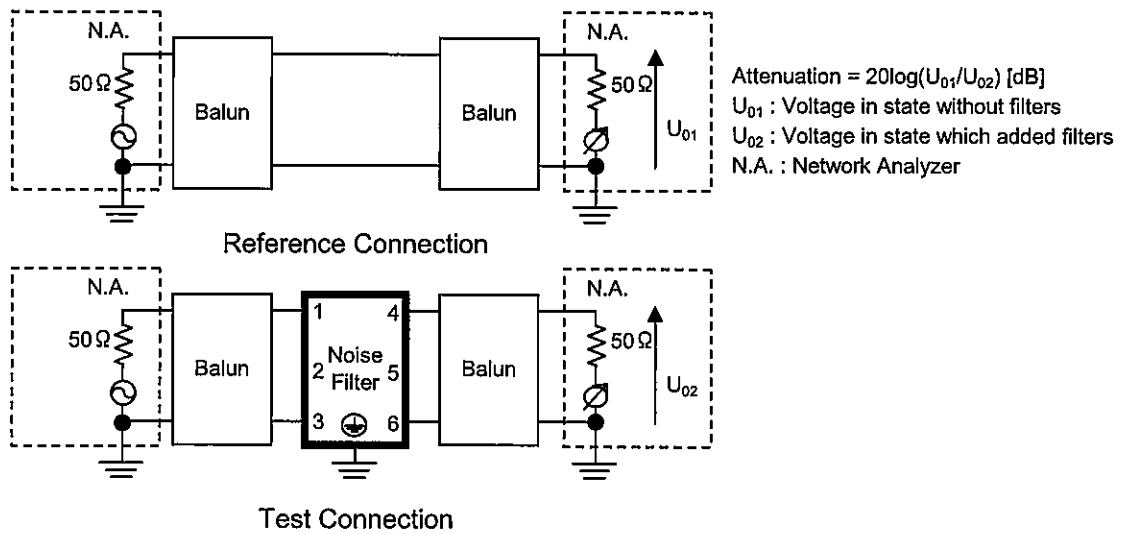 N.A.
N.A.
50Ω
Balun
Balun
50Ω
U01
Attenuation = 20log(U01/U02) [dB]
U01 : Voltage in state without filters
U02 : Voltage in state which added filters
N.A. : Network Analyzer
Reference Connection
N.A.
N.A.
50Ω
Balun
1
4
2
Noise
Filter
5
3
6
Balun
50Ω
U02
Test Connection